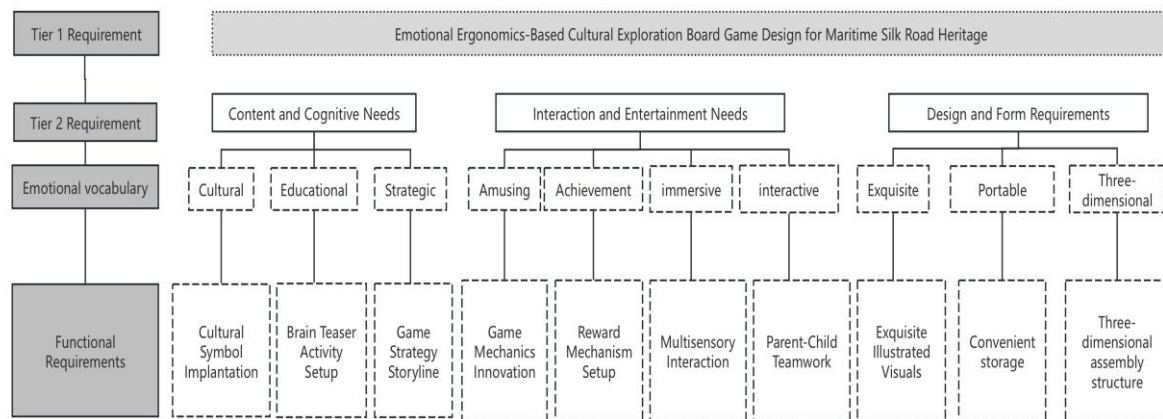 Tier 1 Requirement
Emotional Ergonomics-Based Cultural Exploration Board Game Design for Maritime Silk Road Heritage
Tier 2 Requirement
Content and Cognitive Needs
Interaction and Entertainment Needs
Design and Form Requirements
Emotional vocabulary
Cultural
Educational
Strategic
Amusing
Achievement
immersive
interactive
Exquisite
Portable
Three-
dimensional
Functional
Requirements
Cultural
Symbol
Implantation
Brain Teaser
Activity
Setup
Game
Strategy
Storyline
Game
Mechanics
Innovation
Reward
Mechanism
Setup
Multisensory
Interaction
Parent-Child
Teamwork
Exquisite
Illustrated
Visuals
Convenient
storage
Three-
dimensional
assembly
structure